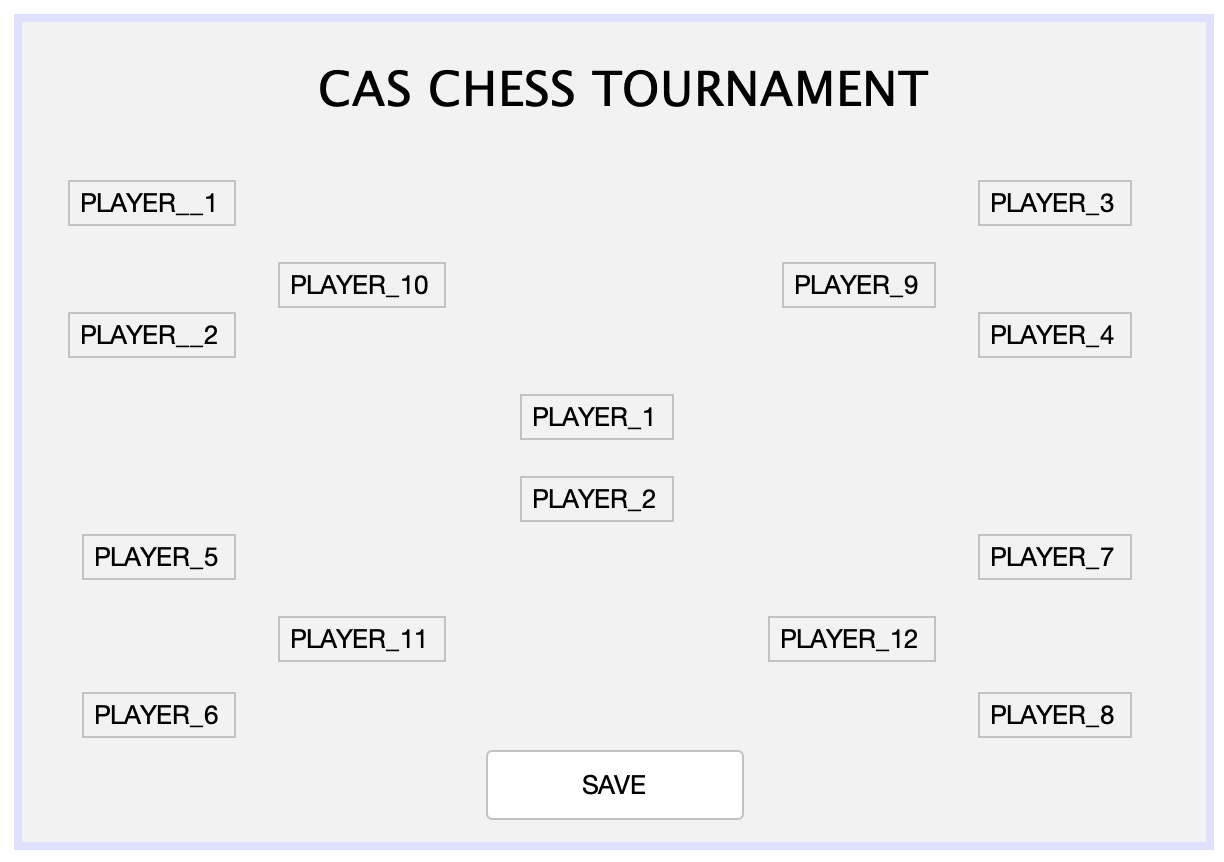 CAS CHESS TOURNAMENT
PLAYER__1
PLAYER_3
PLAYER_10
PLAYER_9
PLAYER__2
PLAYER_4
PLAYER_1
PLAYER_2
PLAYER_5
PLAYER_7
PLAYER_11
PLAYER_12
PLAYER_6
PLAYER_8
SAVE